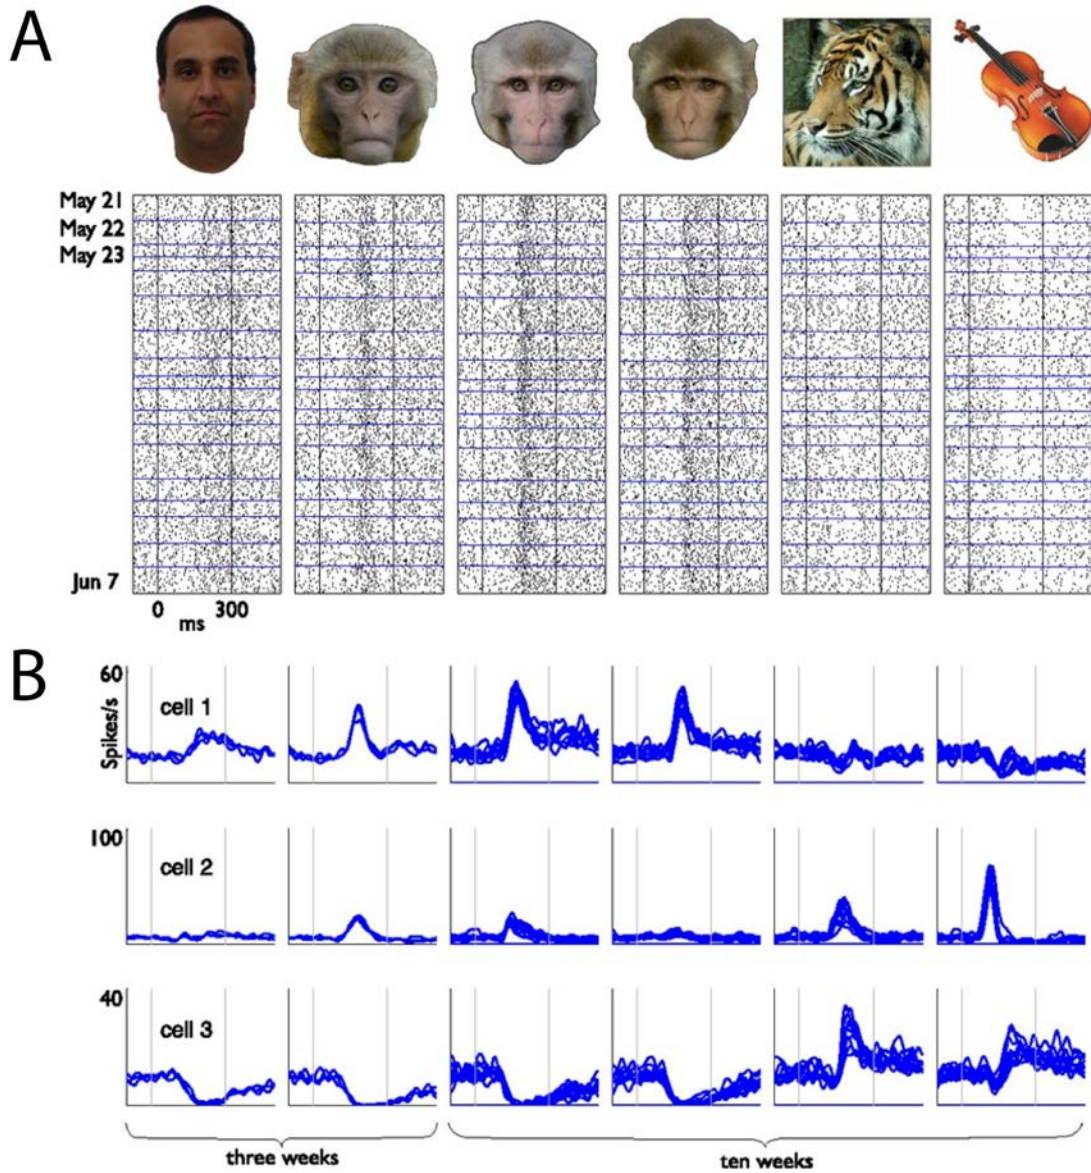 A
May 21
May 22
May 23
Jun 7
0 300
ms
B
60
Spikes/s
cell 1
100
cell 2
40
cell 3
three weeks ten weeks